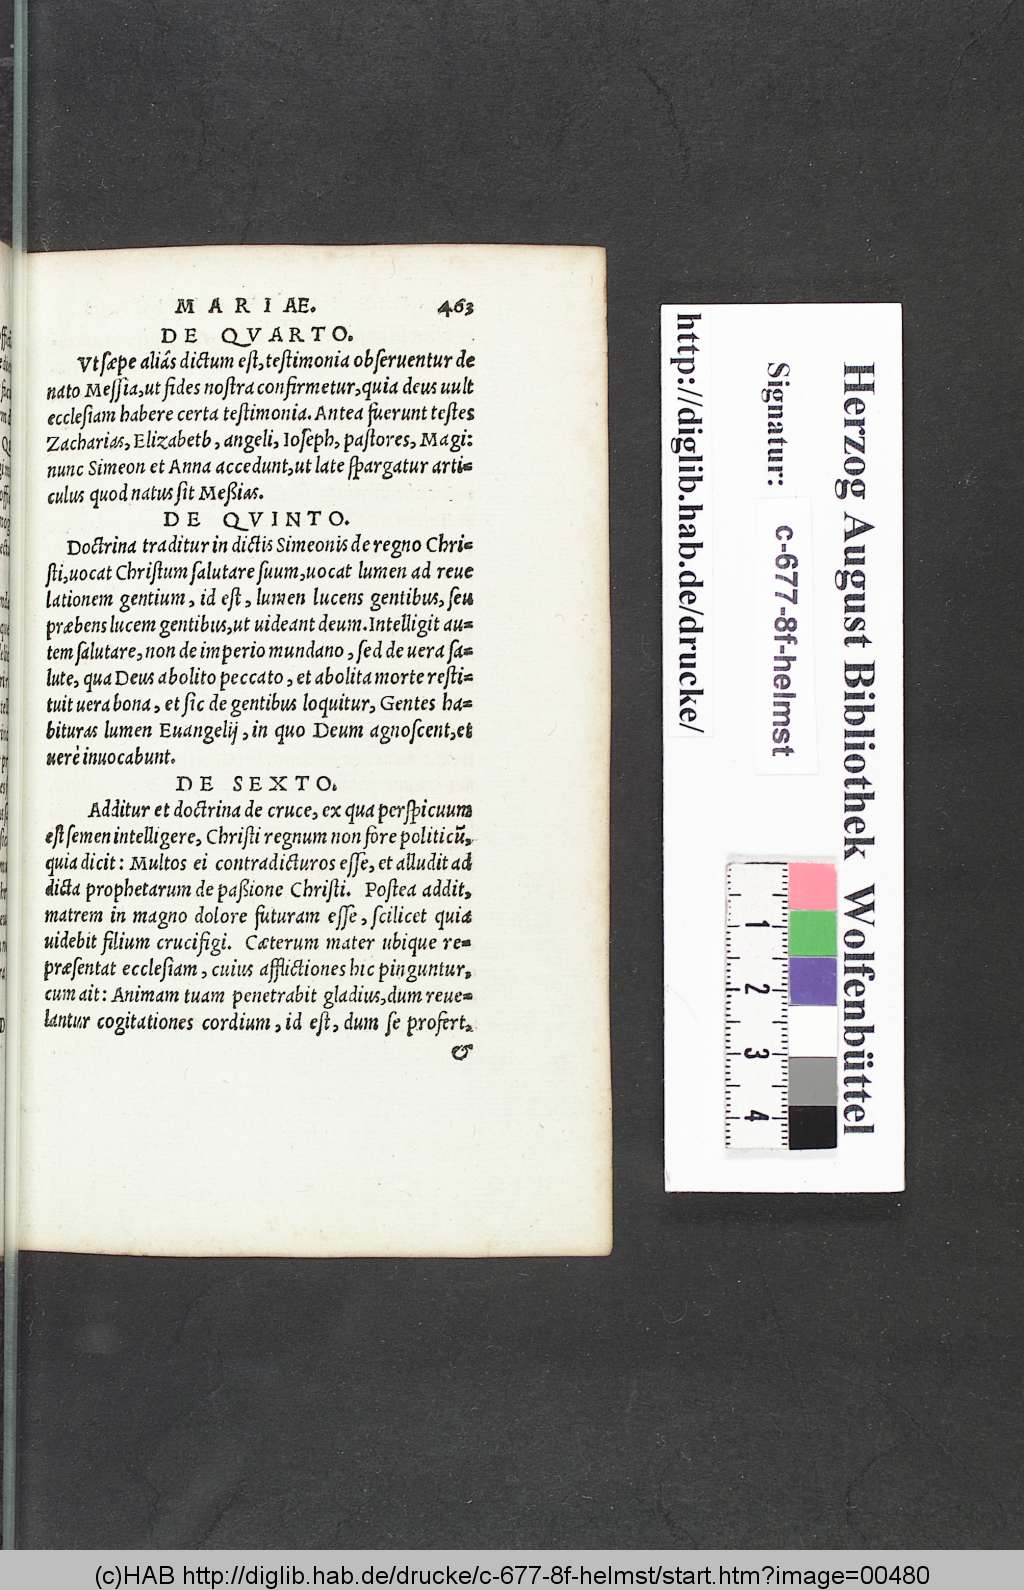 MARIAE. 463
DE QVARTO.
Vt sæpe aliâs dictum est, testimonia obseruentur de
nato Messia, ut fides nostra confirmetur, quia deus uult
ecclesiam habere certa testimonia. Antea fuerunt testes
Zacharias, Elizabeth, angeli, Ioseph, pastores, Magi:
nunc Simeon et Anna accedunt, ut late spargatur arti=
culus quod natus sit Meßias.
DE QVINTO.
Doctrina traditur in dictis Simeonis de regno Chri=
sti, uocat Christum salutare suum, uocat lumen ad reue
lationem gentium, id est, lumen lucens gentibus, seu
præbens lucem gentibus, ut uideant deum. Intelligit au=
tem salutare, non de imperio mundano, sed de uera sa=
lute, qua Deus abolito peccato, et abolita morte resti=
tuit uera bona, et sic de gentibus loquitur, Gentes ha=
bituras lumen Euangelij, in quo Deum agnoscent, et
uerè inuocabunt.
DE SEXTO.
Additur et doctrina de cruce, ex qua perspicuum
est semen intelligere, Christi regnum non fore politicū,
quia dicit: Multos ei contradicturos esse, et alludit ad
dicta prophetarum de paßione Christi. Postea addit,
matrem in magno dolore futuram esse, scilicet quia
uidebit filium crucifigi. Cæterum mater ubique re=
præsentat ecclesiam, cuius afflictiones hic pinguntur,
cum ait: Animam tuam penetrabit gladius, dum reue=
lantur cogitationes cordium, id est, dum se profert,
&
Herzog August Bibliothek Wolfenbüttel
Signatur: c-677-8f-helmst
http://diglib.hab.de/drucke/
1
2
3
4
(c)HAB http://diglib.hab.de/drucke/c-677-8f-helmst/start.htm?image=00480